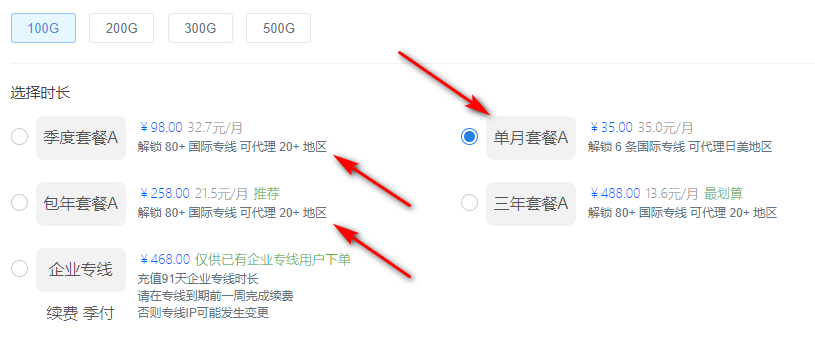 100G 200G 300G 500G
选择时长
季度套餐A
¥98.00 32.7元/月
解锁 80+ 国际专线 可代理 20+ 地区
单月套餐A
¥35.00 35.0元/月
解锁 6 条国际专线 可代理日美地区
包年套餐A
¥258.00 21.5元/月 推荐
解锁 80+ 国际专线 可代理 20+ 地区
三年套餐A
¥488.00 13.6元/月 最划算
解锁 80+ 国际专线 可代理 20+ 地区
企业专线
续费 季付
¥468.00 仅供已有企业专线用户下单
充值91天企业专线时长
请在专线到期前一周完成续费
否则专线IP可能发生变更